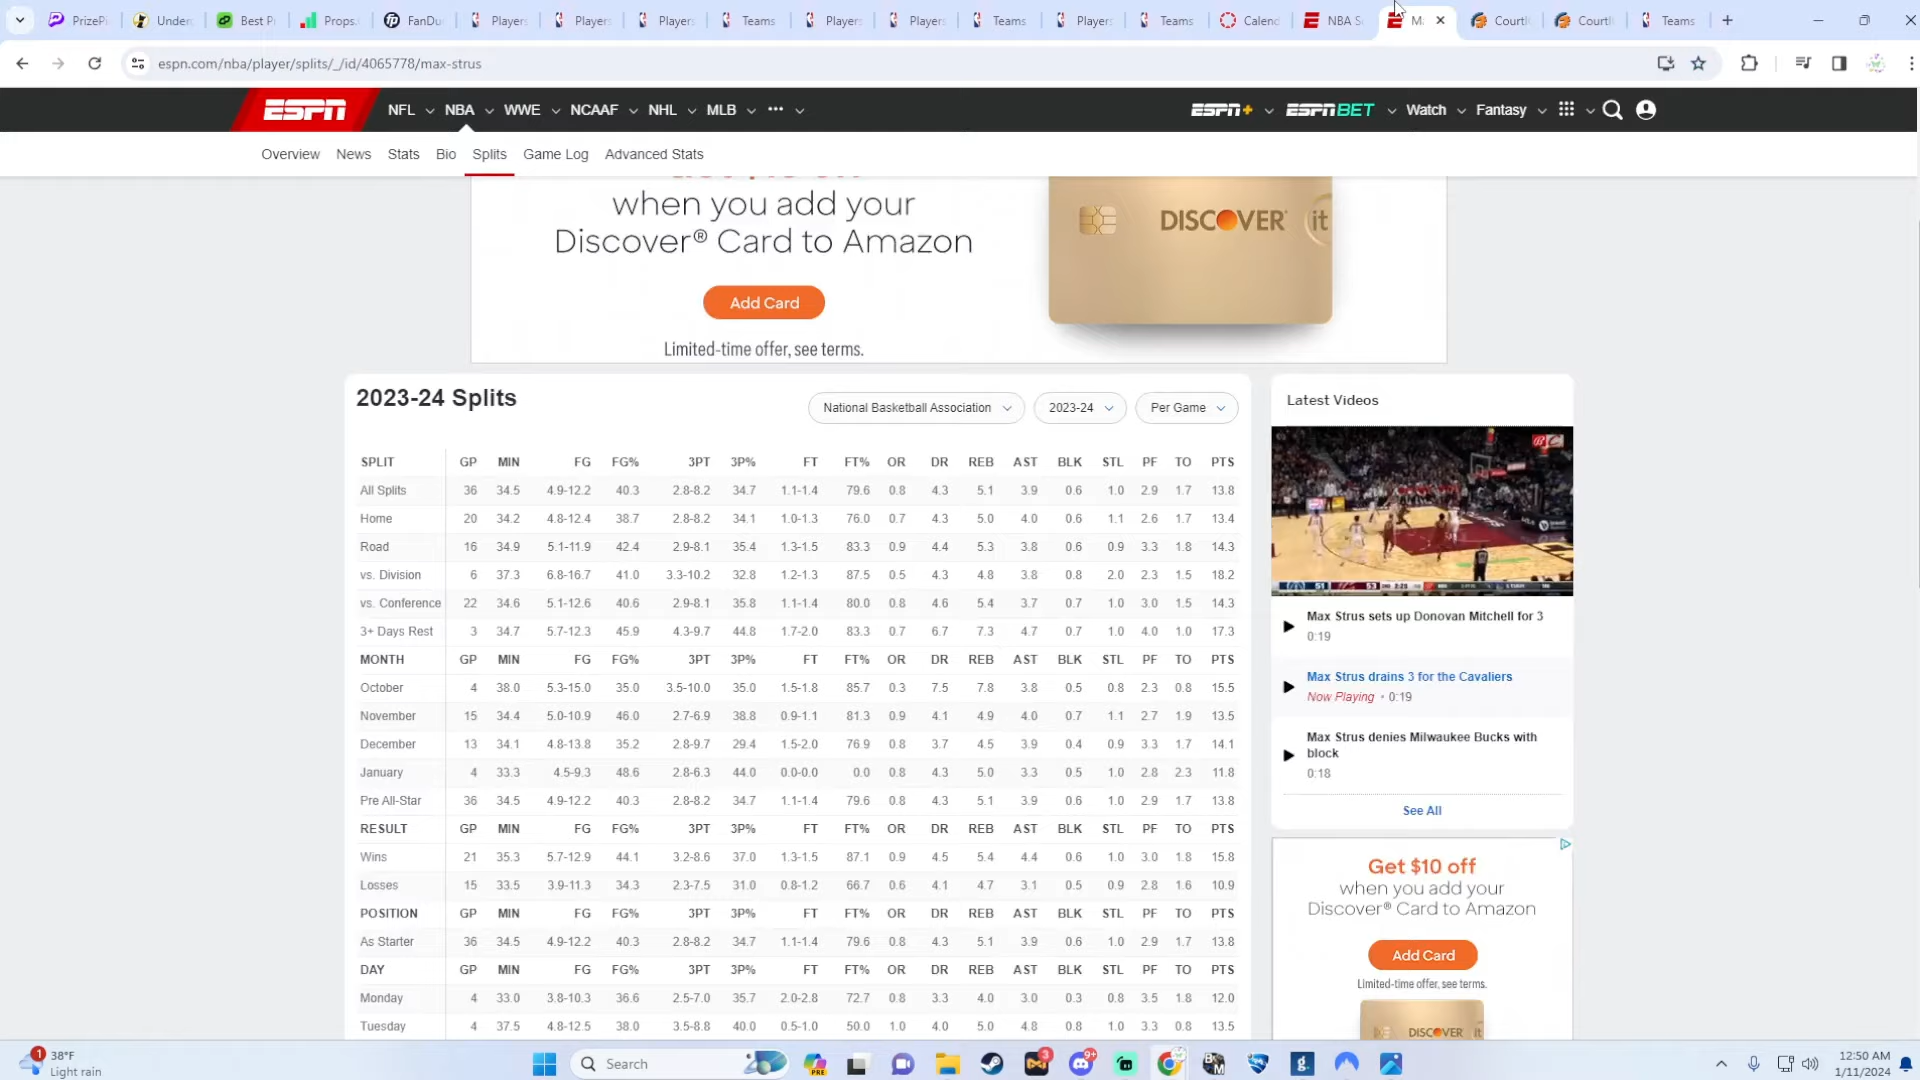 PrizePi
Underd
Best Pr
Props.
FanDue
Players
Players
Players
Teams
Players
Players
Teams
Players
Teams
Calend
NBA S
Ma
CourtI
CourtI
Teams
espn.com/nba/player/splits/_/id/4065778/max-strus
ESPN NFL NBA WWE NCAAF NHL MLB ••• ESPN+ ESPN BET Watch Fantasy
Overview News Stats Bio Splits Game Log Advanced Stats
when you add your
Discover® Card to Amazon
Add Card
Limited-time offer, see terms.
DISCOVER® it
2023-24 Splits
National Basketball Association 2023-24 Per Game
SPLIT GP MIN FG FG% 3PT 3P% FT FT% OR DR REB AST BLK STL PF TO PTS
All Splits 36 34.5 4.9-12.2 40.3 2.8-8.2 34.7 1.1-1.4 79.6 0.8 4.3 5.1 3.9 0.6 1.0 2.9 1.7 13.8
Home 20 34.2 4.8-12.4 38.7 2.8-8.2 34.1 1.0-1.3 76.0 0.7 4.3 5.0 4.0 0.6 1.1 2.6 1.7 13.4
Road 16 34.9 5.1-11.9 42.4 2.9-8.1 35.4 1.3-1.5 83.3 0.9 4.4 5.3 3.8 0.6 0.9 3.3 1.8 14.3
vs. Division 6 37.3 6.8-16.7 41.0 3.3-10.2 32.8 1.2-1.3 87.5 0.5 4.3 4.8 3.8 0.8 2.0 2.3 1.5 18.2
vs. Conference 22 34.6 5.1-12.6 40.6 2.9-8.1 35.8 1.1-1.4 80.0 0.8 4.6 5.4 3.7 0.7 1.0 3.0 1.5 14.3
3+ Days Rest 3 34.7 5.7-12.3 45.9 4.3-9.7 44.8 1.7-2.0 83.3 0.7 6.7 7.3 4.7 0.7 1.0 4.0 1.0 17.3
MONTH GP MIN FG FG% 3PT 3P% FT FT% OR DR REB AST BLK STL PF TO PTS
October 4 38.0 5.3-15.0 35.0 3.5-10.0 35.0 1.5-1.8 85.7 0.3 7.5 7.8 3.8 0.5 0.8 2.3 0.8 15.5
November 15 34.4 5.0-10.9 46.0 2.7-6.9 38.8 0.9-1.1 81.3 0.9 4.1 4.9 4.0 0.7 1.1 2.7 1.9 13.5
December 13 34.1 4.8-13.8 35.2 2.8-9.7 29.4 1.5-2.0 76.9 0.8 3.7 4.5 3.9 0.4 0.9 3.3 1.7 14.1
January 4 33.3 4.5-9.3 48.6 2.8-6.3 44.0 0.0-0.0 0.0 0.8 4.3 5.0 3.3 0.5 1.0 2.8 2.3 11.8
Pre All-Star 36 34.5 4.9-12.2 40.3 2.8-8.2 34.7 1.1-1.4 79.6 0.8 4.3 5.1 3.9 0.6 1.0 2.9 1.7 13.8
RESULT GP MIN FG FG% 3PT 3P% FT FT% OR DR REB AST BLK STL PF TO PTS
Wins 21 35.3 5.7-12.9 44.1 3.2-8.6 37.0 1.3-1.5 87.1 0.9 4.5 5.4 4.4 0.6 1.0 3.0 1.8 15.8
Losses 15 33.5 3.9-11.3 34.3 2.3-7.5 31.0 0.8-1.2 66.7 0.6 4.1 4.7 3.1 0.5 0.9 2.8 1.6 10.9
POSITION GP MIN FG FG% 3PT 3P% FT FT% OR DR REB AST BLK STL PF TO PTS
As Starter 36 34.5 4.9-12.2 40.3 2.8-8.2 34.7 1.1-1.4 79.6 0.8 4.3 5.1 3.9 0.6 1.0 2.9 1.7 13.8
DAY GP MIN FG FG% 3PT 3P% FT FT% OR DR REB AST BLK STL PF TO PTS
Monday 4 33.0 3.8-10.3 36.6 2.5-7.0 35.7 2.0-2.8 72.7 0.8 3.3 4.0 3.0 0.3 0.8 3.5 1.8 12.0
Tuesday 4 37.5 4.8-12.5 38.0 3.5-8.8 40.0 0.5-1.0 50.0 1.0 4.0 5.0 4.8 0.8 1.0 3.3 0.8 13.5
Latest Videos
51 53
Max Strus sets up Donovan Mitchell for 3
0:19
Max Strus drains 3 for the Cavaliers
Now Playing • 0:19
Max Strus denies Milwaukee Bucks with
block
0:18
See All
Get $10 off
when you add your
Discover® Card to Amazon
Add Card
Limited-time offer, see terms.
DISCOVER it
1 38°F
Light rain
Search
PRE
3
9+
12:50 AM
1/11/2024